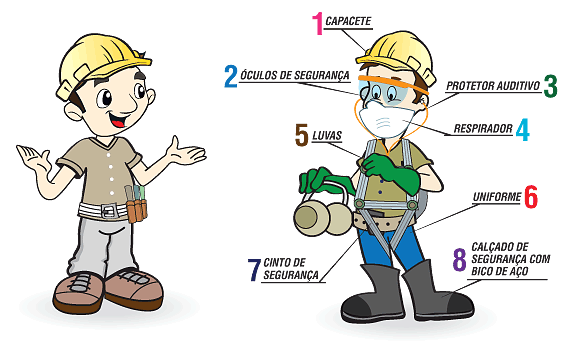 1 CAPACETE
2 ÓCULOS DE SEGURANÇA
PROTETOR AUDITIVO 3
RESPIRADOR 4
5 LUVAS
UNIFORME 6
7 CINTO DE
SEGURANÇA
8 CALÇADO DE
SEGURANÇA COM
BICO DE AÇO